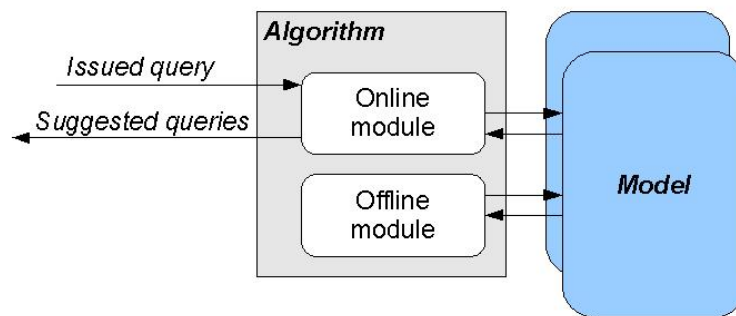 Algorithm
Issued query
Suggested queries
Online
module
Offline
module
Model